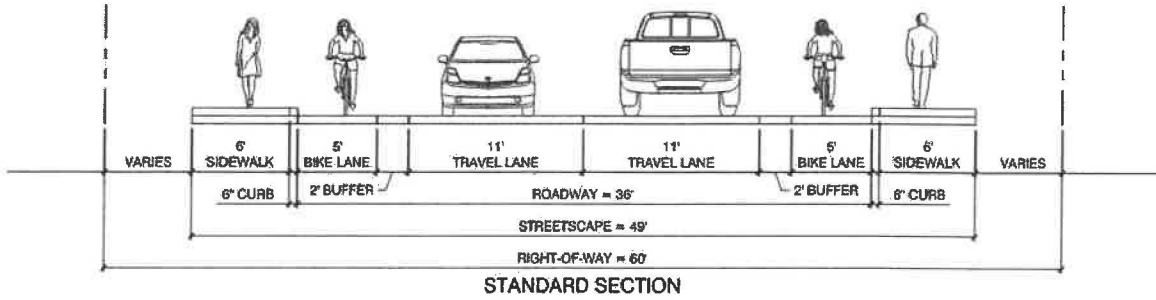 6' 5' 11' 11' 5' 6'
VARIES SIDEWALK BIKE LANE TRAVEL LANE TRAVEL LANE BIKE LANE SIDEWALK VARIES
6" CURB 2' BUFFER ROADWAY = 36' 2' BUFFER 6" CURB
STREETSCAPE = 49'
RIGHT-OF-WAY = 60'
STANDARD SECTION